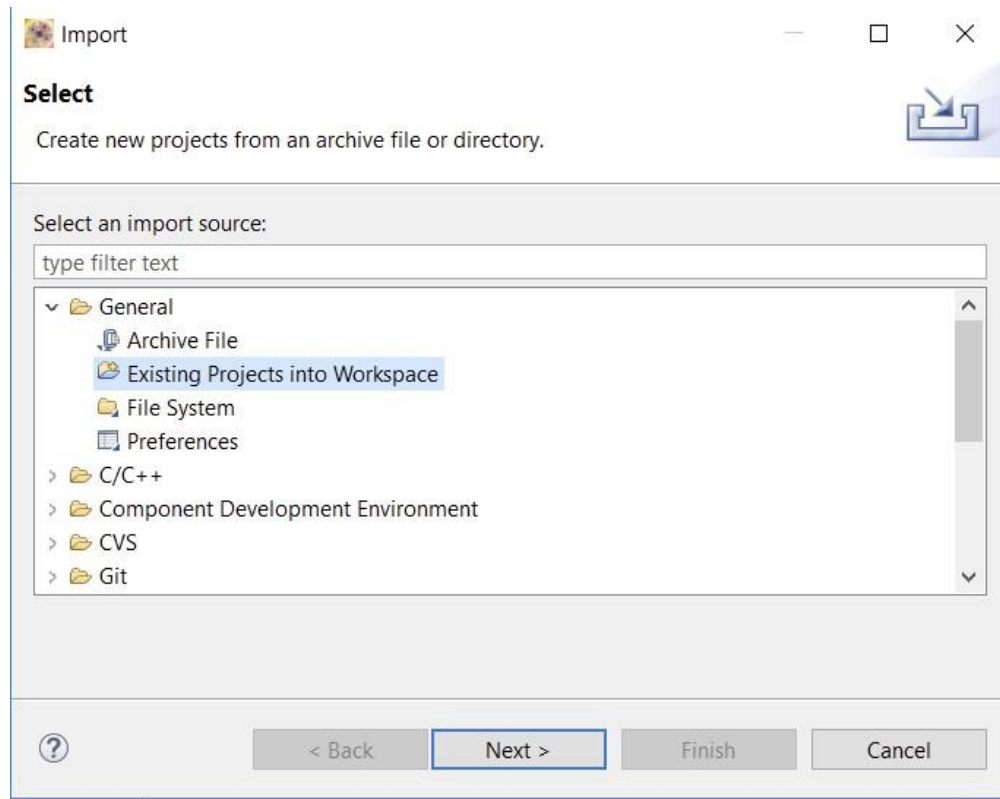 Import
Select
Create new projects from an archive file or directory.
Select an import source:
type filter text
General
Archive File
Existing Projects into Workspace
File System
Preferences
C/C++
Component Development Environment
CVS
Git
?
< Back Next > Finish Cancel